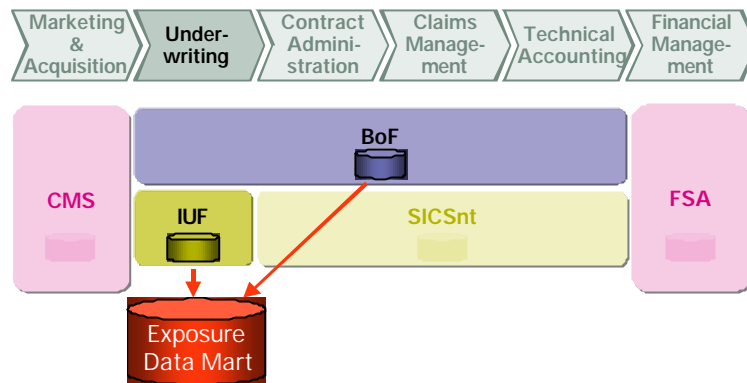 Marketing
&
Acquisition
Under-
writing
Contract
Admini-
stration
Claims
Manage-
ment
Technical
Accounting
Financial
Manage-
ment
BoF
CMS
IUF
SICSnt
FSA
Exposure
Data Mart